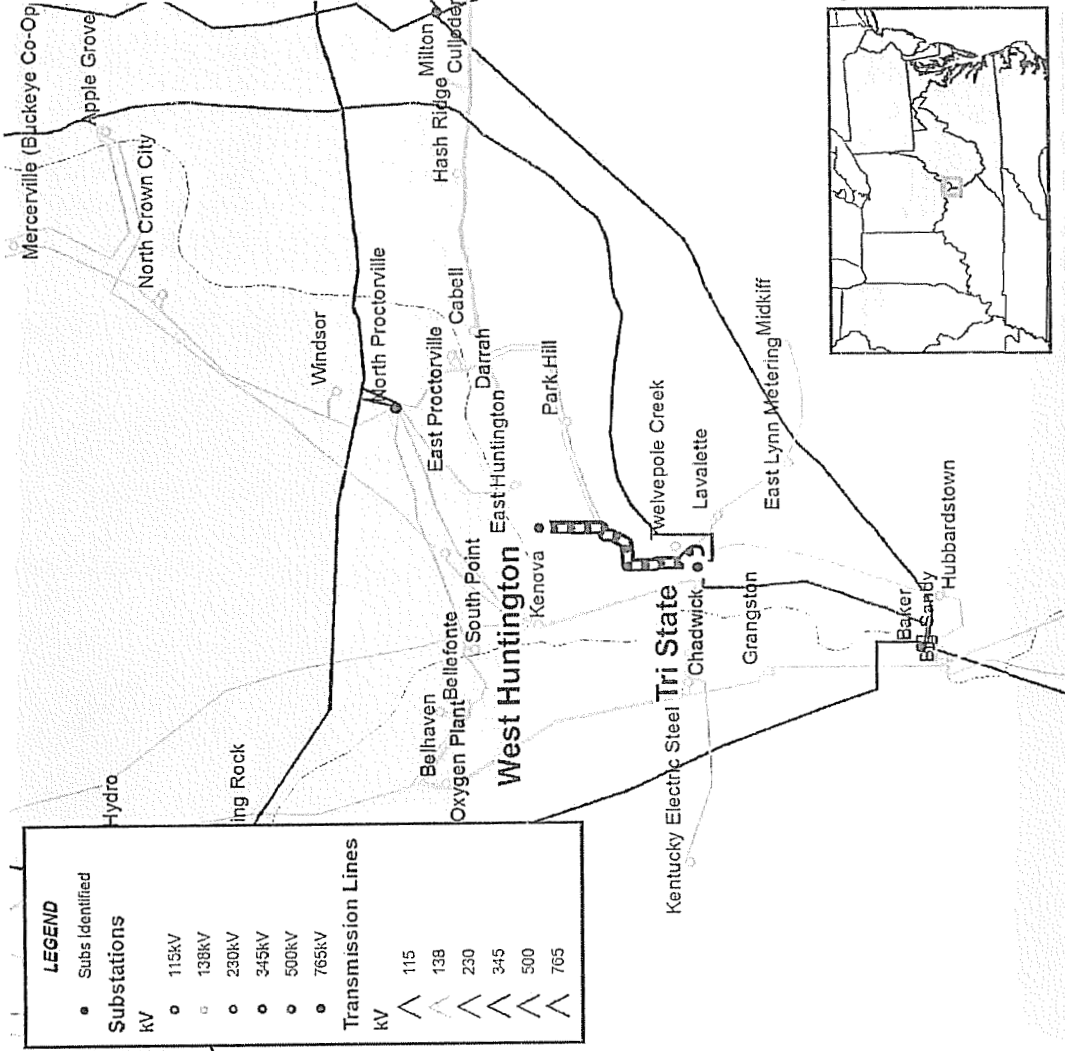 LEGEND
Subs Identified
Substations
kV
115kV
138kV
230kV
345kV
500kV
765kV
Transmission Lines
kV
115
138
230
345
500
765
Mercerville (Buckeye Co-Op
Apple Grove
North Crown City
Milton
Culloden
Hash Ridge
Hydro
ing Rock
Windsor
North Proctorville
East Proctorville
Cabell
Darrah
East Huntington
Park Hill
Belhaven
Bellefonte
Oxygen Plant
South Point
West Huntington
Kenova
welvepole Creek
Lavalette
East Lynn Metering
Midkiff
Kentucky Electric Steel
Tri State
Chadwick
Grangston
Baker
Big Sandy
Hubbardstown